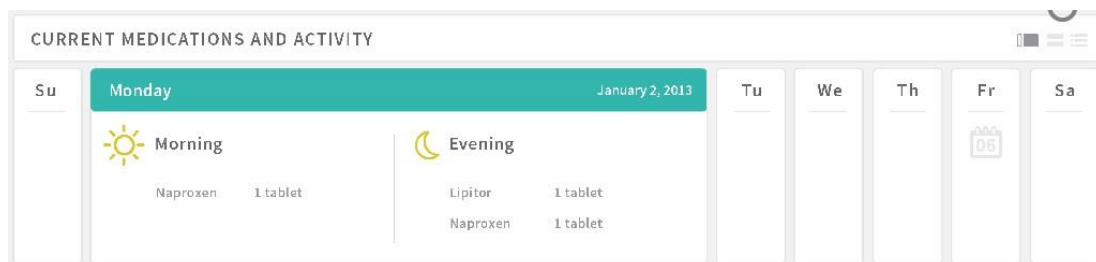 CURRENT MEDICATIONS AND ACTIVITY
Su
Monday January 2, 2013
Tu
We
Th
Fr
Sa
Morning
Evening
06
Naproxen 1 tablet
Lipitor 1 tablet
Naproxen 1 tablet